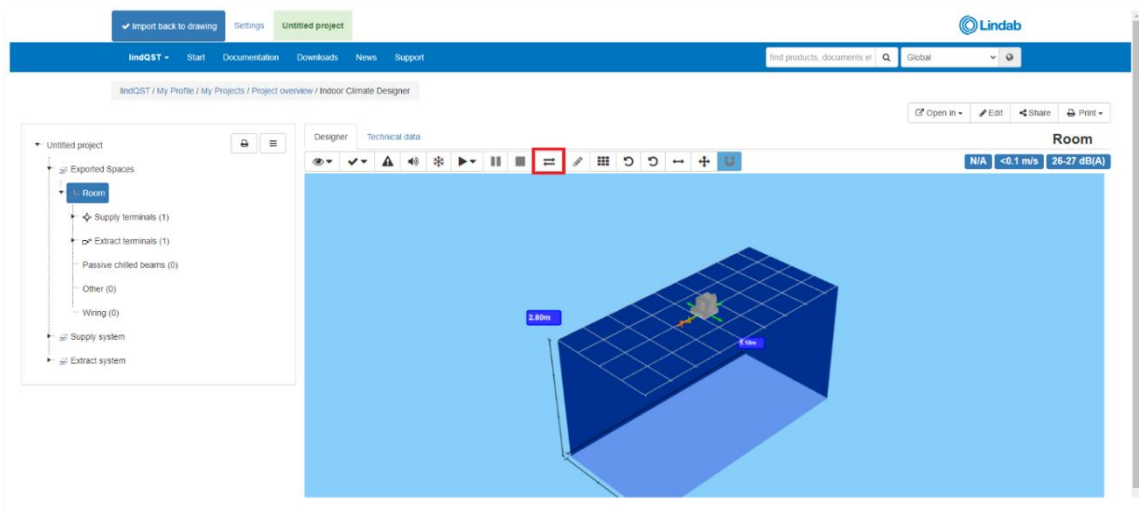 Import back to drawing
Settings
Untitled project
Lindab
lindQST
Start
Documentation
Downloads
News
Support
find products, documents et
Global
lindQST / My Profile / My Projects / Project overview / Indoor Climate Designer
Open in
Edit
Share
Print
Untitled project
Exported Spaces
Room
Supply terminals (1)
Extract terminals (1)
Passive chilled beams (0)
Other (0)
Wiring (0)
Supply system
Extract system
Designer
Technical data
Room
N/A
<0.1 m/s
26-27 dB(A)
2.80m